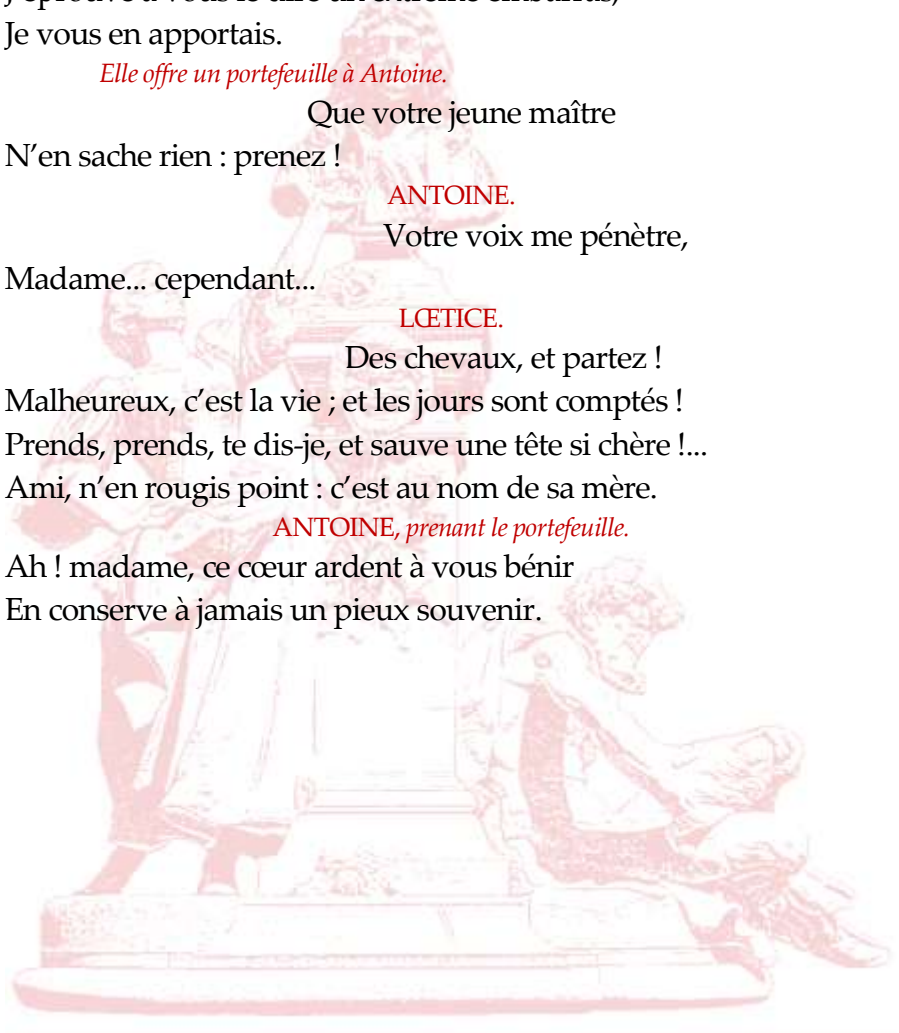 Je vous en apportais.
Elle offre un portefeuille à Antoine.
Que votre jeune maître
N’en sache rien : prenez !
ANTOINE.
Votre voix me pénètre,
Madame... cependant...
LŒTICE.
Des chevaux, et partez !
Malheureux, c’est la vie ; et les jours sont comptés !
Prends, prends, te dis-je, et sauve une tête si chère !...
Ami, n’en rougis point : c’est au nom de sa mère.
ANTOINE, prenant le portefeuille.
Ah ! madame, ce cœur ardent à vous bénir
En conserve à jamais un pieux souvenir.